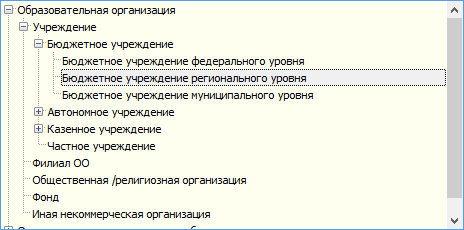 Образовательная организация
Учреждение
Бюджетное учреждение
Бюджетное учреждение федерального уровня
Бюджетное учреждение регионального уровня
Бюджетное учреждение муниципального уровня
Автономное учреждение
Казенное учреждение
Частное учреждение
Филиал ОО
Общественная /религиозная организация
Фонд
Иная некоммерческая организация